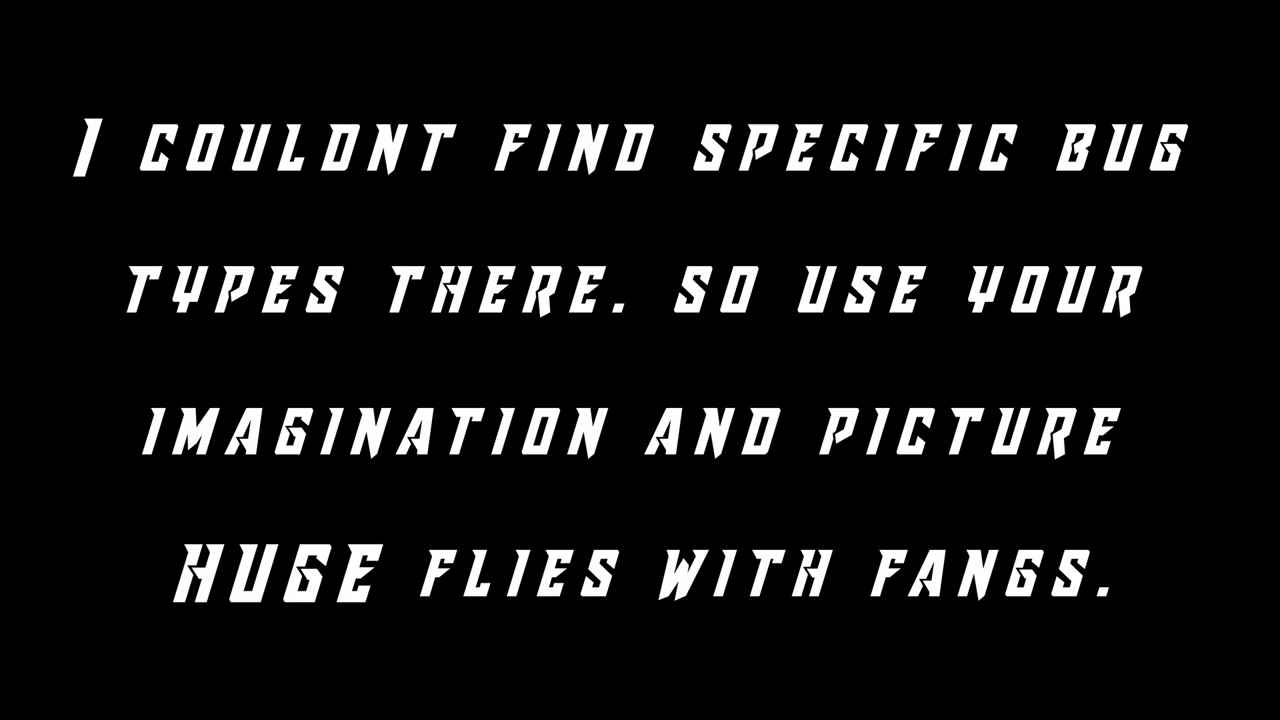 I couldnt find specific bug
types there. so use your
imagination and picture
HUGE flies with fangs.